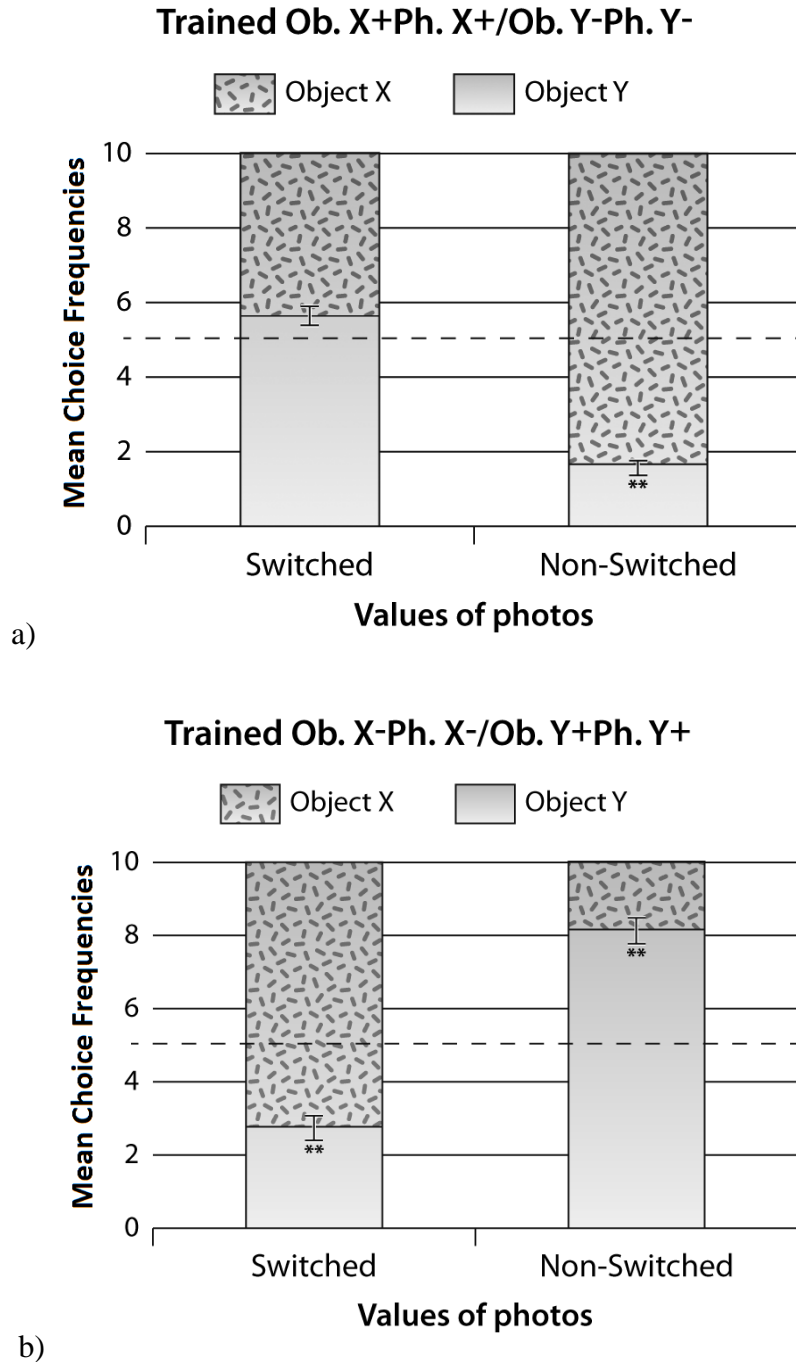 Trained Ob. X+Ph. X+/Ob. Y-Ph. Y-
Object X Object Y
Mean Choice Frequencies
10
8
6
4
2
0
**
Switched Non-Switched
Values of photos
a)
Trained Ob. X-Ph. X-/Ob. Y+Ph. Y+
Object X Object Y
Mean Choice Frequencies
10
8
6
4
2
0
**
**
Switched Non-Switched
Values of photos
b)